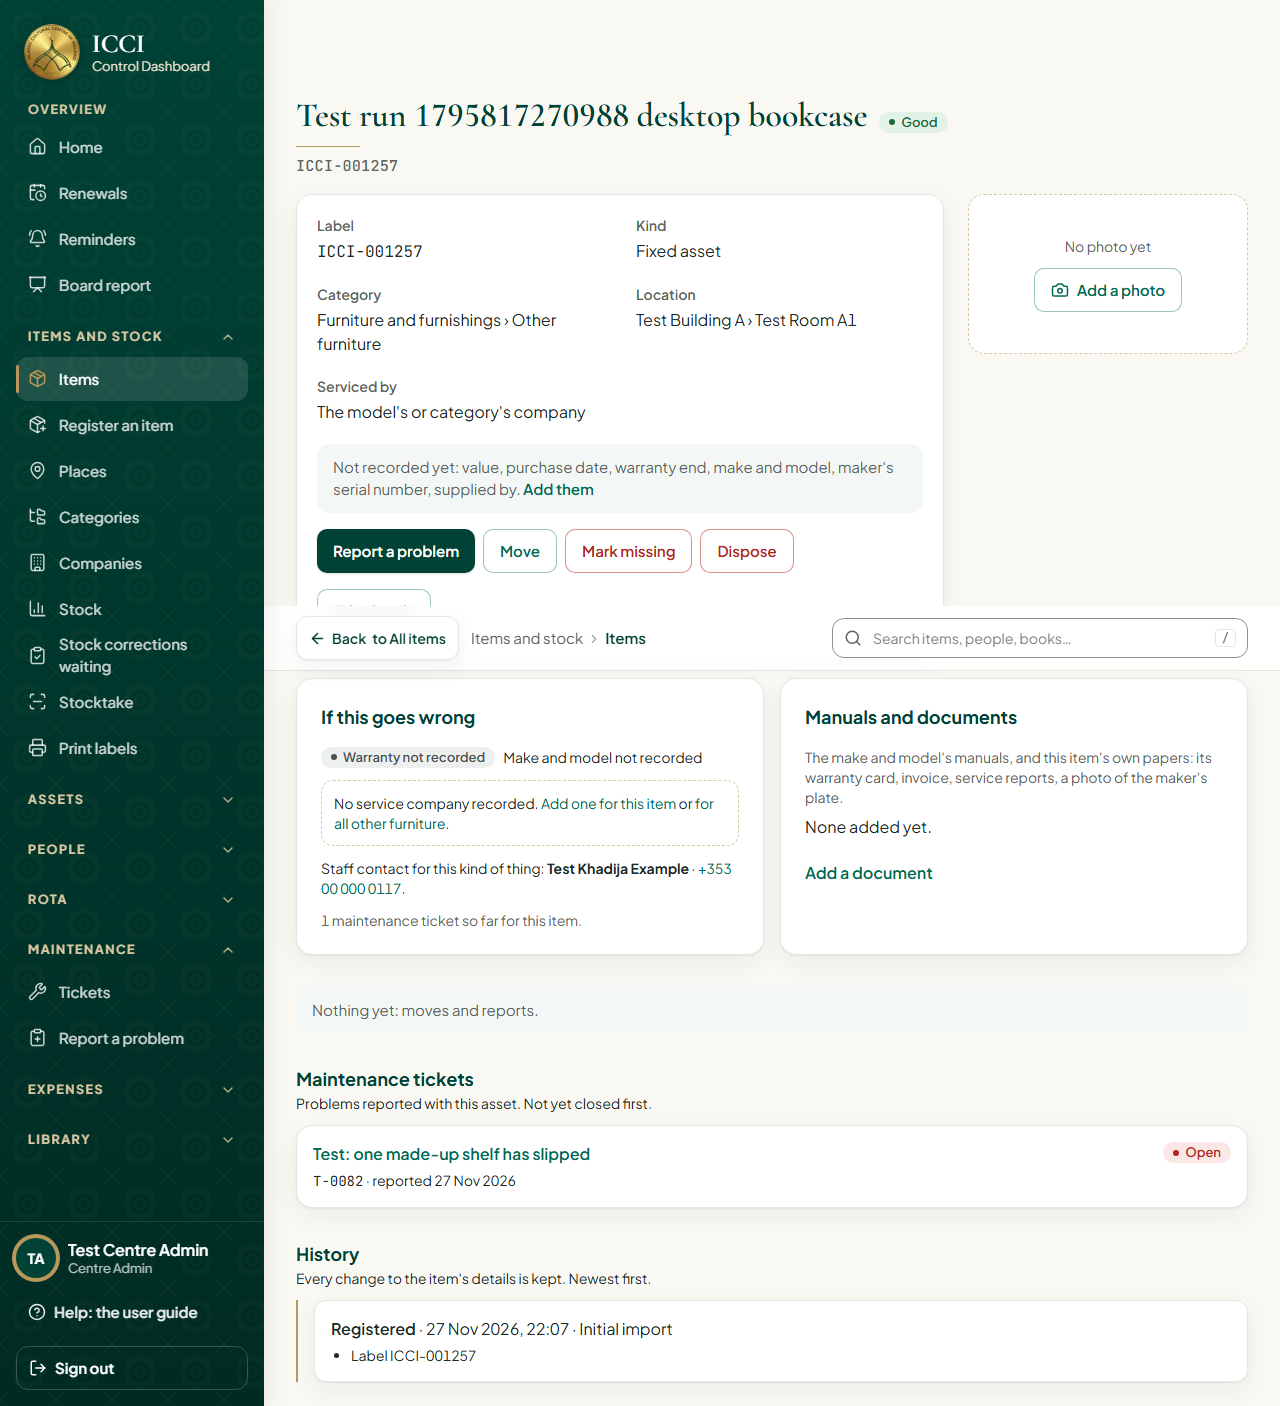 ICCI
Control Dashboard
OVERVIEW
Home
Renewals
Reminders
Board report
ITEMS AND STOCK
Items
Register an item
Places
Categories
Companies
Stock
Stock corrections
waiting
Stocktake
Print labels
ASSETS
PEOPLE
ROTA
MAINTENANCE
Tickets
Report a problem
EXPENSES
LIBRARY
TA
Test Centre Admin
Centre Admin
Help: the user guide
Sign out
Test run 1795817270988 desktop bookcase
Good
ICCI-001257
Label
ICCI-001257
Kind
Fixed asset
Category
Furniture and furnishings › Other
furniture
Location
Test Building A › Test Room A1
Serviced by
The model's or category's company
Not recorded yet: value, purchase date, warranty end, make and model, maker's
serial number, supplied by. Add them
Report a problem
Move
Mark missing
Dispose
No photo yet
Add a photo
Back to All items
Items and stock › Items
Search items, people, books...
/
If this goes wrong
Warranty not recorded
Make and model not recorded
No service company recorded. Add one for this item or for
all other furniture.
Staff contact for this kind of thing: Test Khadija Example · +353
00 000 0117.
1 maintenance ticket so far for this item.
Manuals and documents
The make and model's manuals, and this item's own papers: its
warranty card, invoice, service reports, a photo of the maker's
plate.
None added yet.
Add a document
Nothing yet: moves and reports.
Maintenance tickets
Problems reported with this asset. Not yet closed first.
Test: one made-up shelf has slipped
Open
T-0082 · reported 27 Nov 2026
History
Every change to the item's details is kept. Newest first.
Registered · 27 Nov 2026, 22:07 · Initial import
Label ICCI-001257